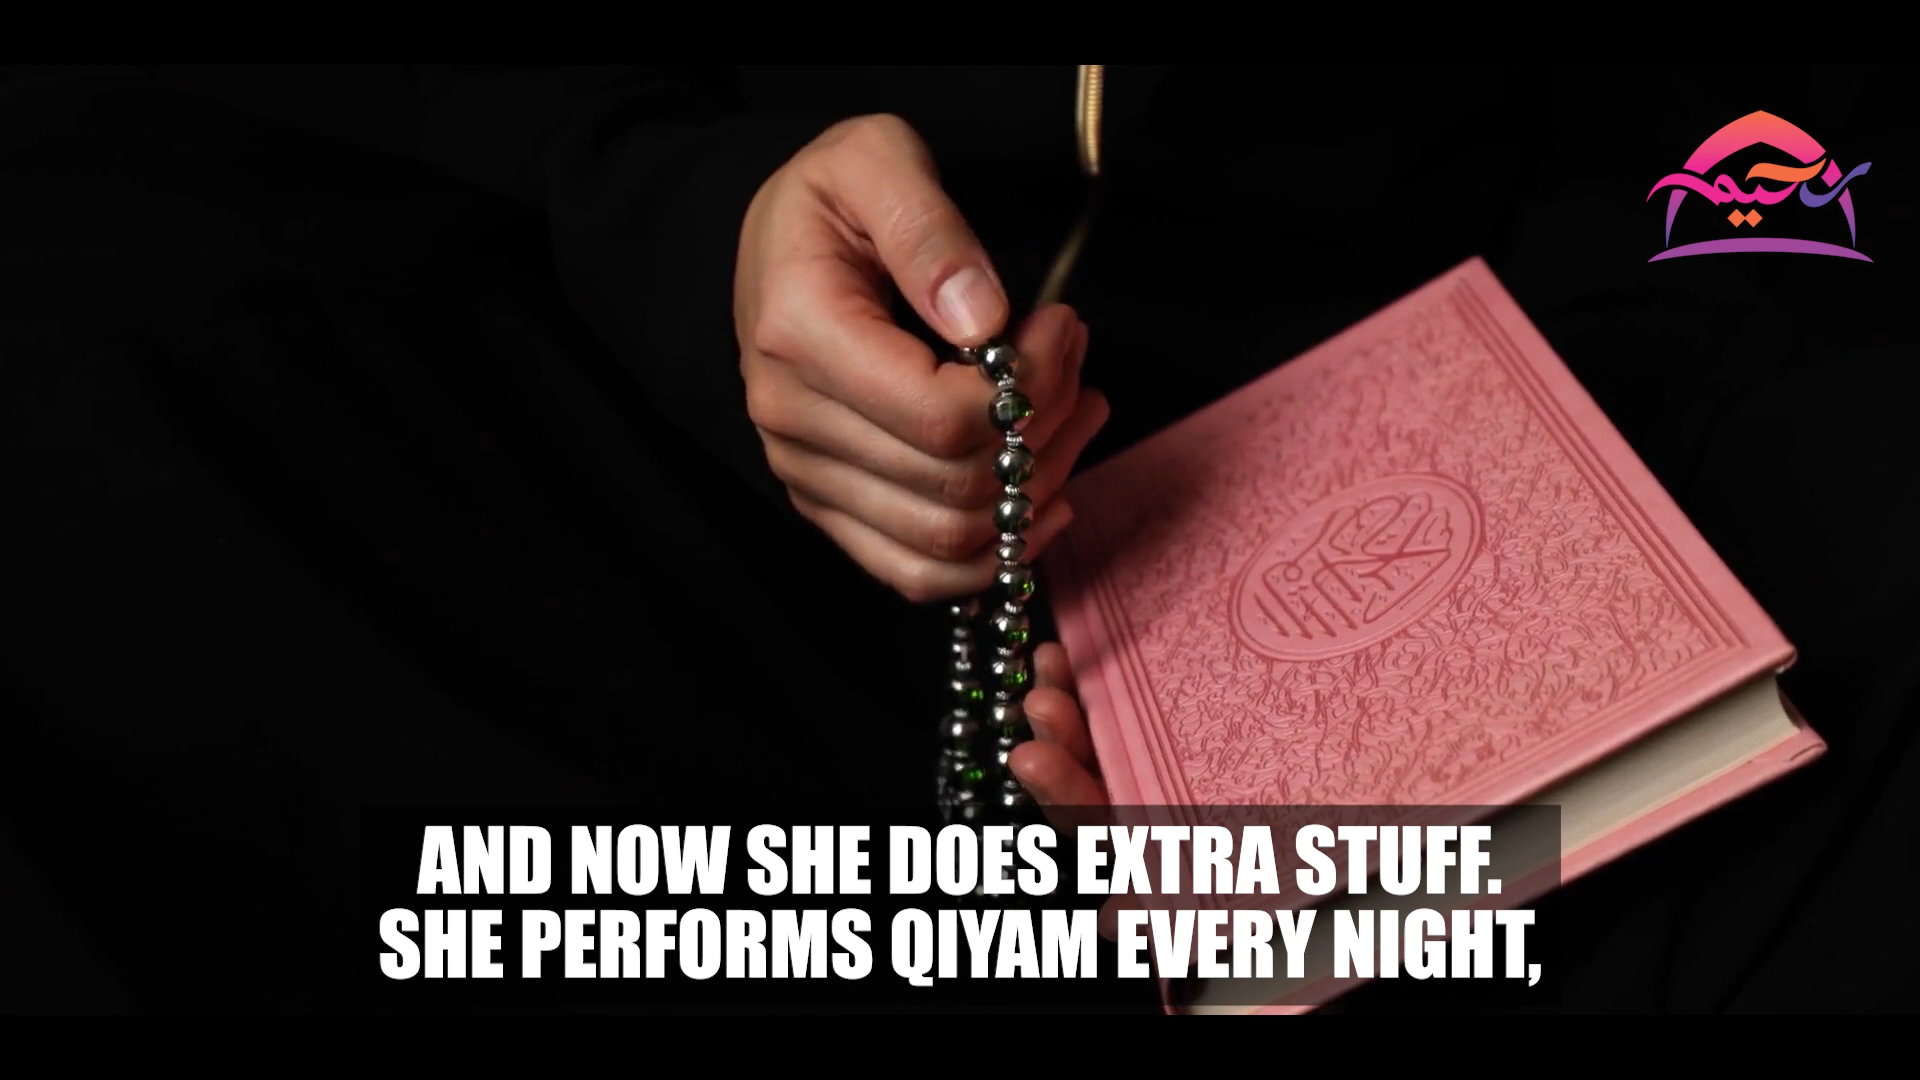 AND NOW SHE DOES EXTRA STUFF.
SHE PERFORMS QIYAM EVERY NIGHT,